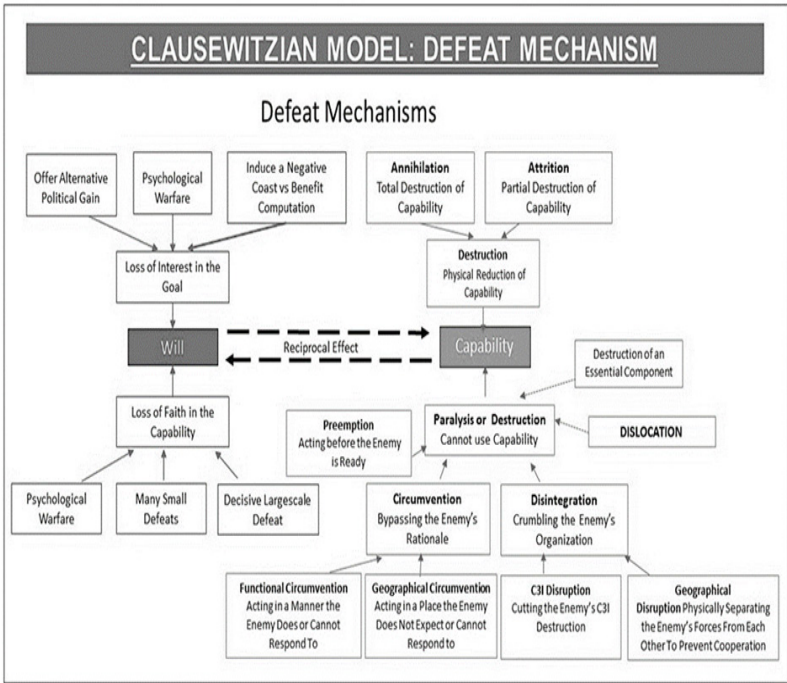 CLAUSEWITZIAN MODEL: DEFEAT MECHANISM
Defeat Mechanisms
Offer Alternative
Political Gain
Psychological
Warfare
Induce a Negative
Coast vs Benefit
Computation
Annihilation
Total Destruction of
Capability
Attrition
Partial Destruction of
Capability
Loss of Interest in the
Goal
Destruction
Physical Reduction of
Capability
Will
Reciprocal Effect
Capability
Destruction of an
Essential Component
Loss of Faith in the
Capability
Preemption
Acting before the Enemy
is Ready
Paralysis or Destruction
Cannot use Capability
DISLOCATION
Psychological
Warfare
Many Small
Defeats
Decisive Largescale
Defeat
Circumvention
Bypassing the Enemy's
Rationale
Disintegration
Crumbling the Enemy's
Organization
Functional Circumvention
Acting in a Manner the
Enemy Does or Cannot
Respond To
Geographical Circumvention
Acting in a Place the Enemy
Does Not Expect or Cannot
Respond to
C3I Disruption
Cutting the Enemy's C3I
Destruction
Geographical
Disruption Physically Separating
the Enemy's Forces From Each
Other To Prevent Cooperation